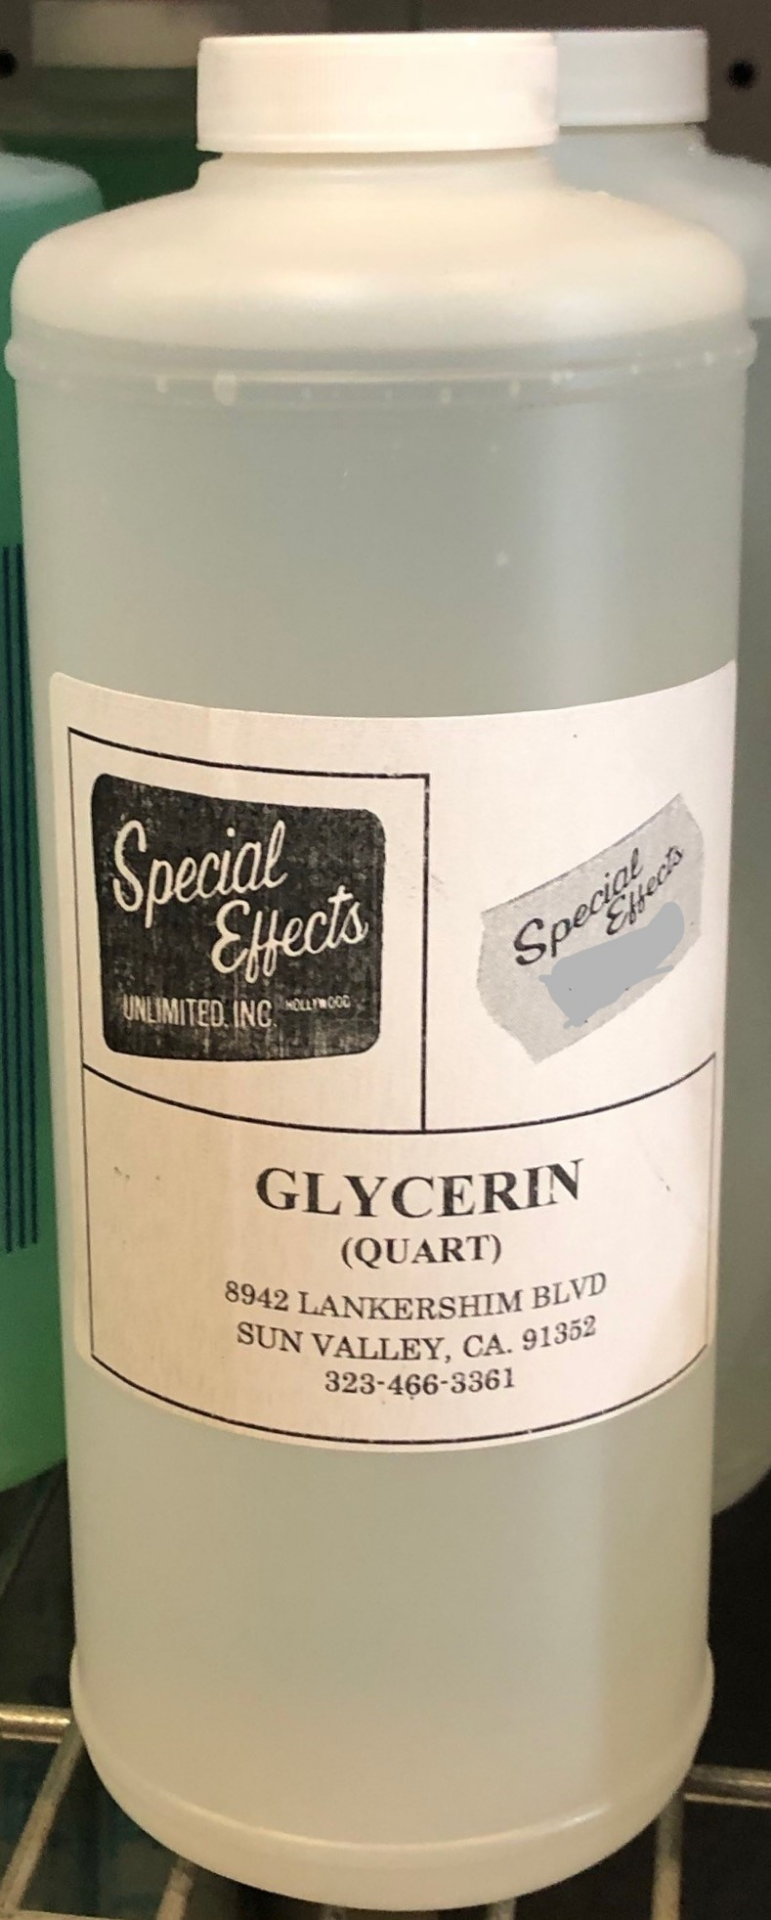 Special
Effects
UNLIMITED, INC. HOLLYWOOD
Special
Effects
GLYCERIN
(QUART)
8942 LANKERSHIM BLVD
SUN VALLEY, CA. 91352
323-466-3361